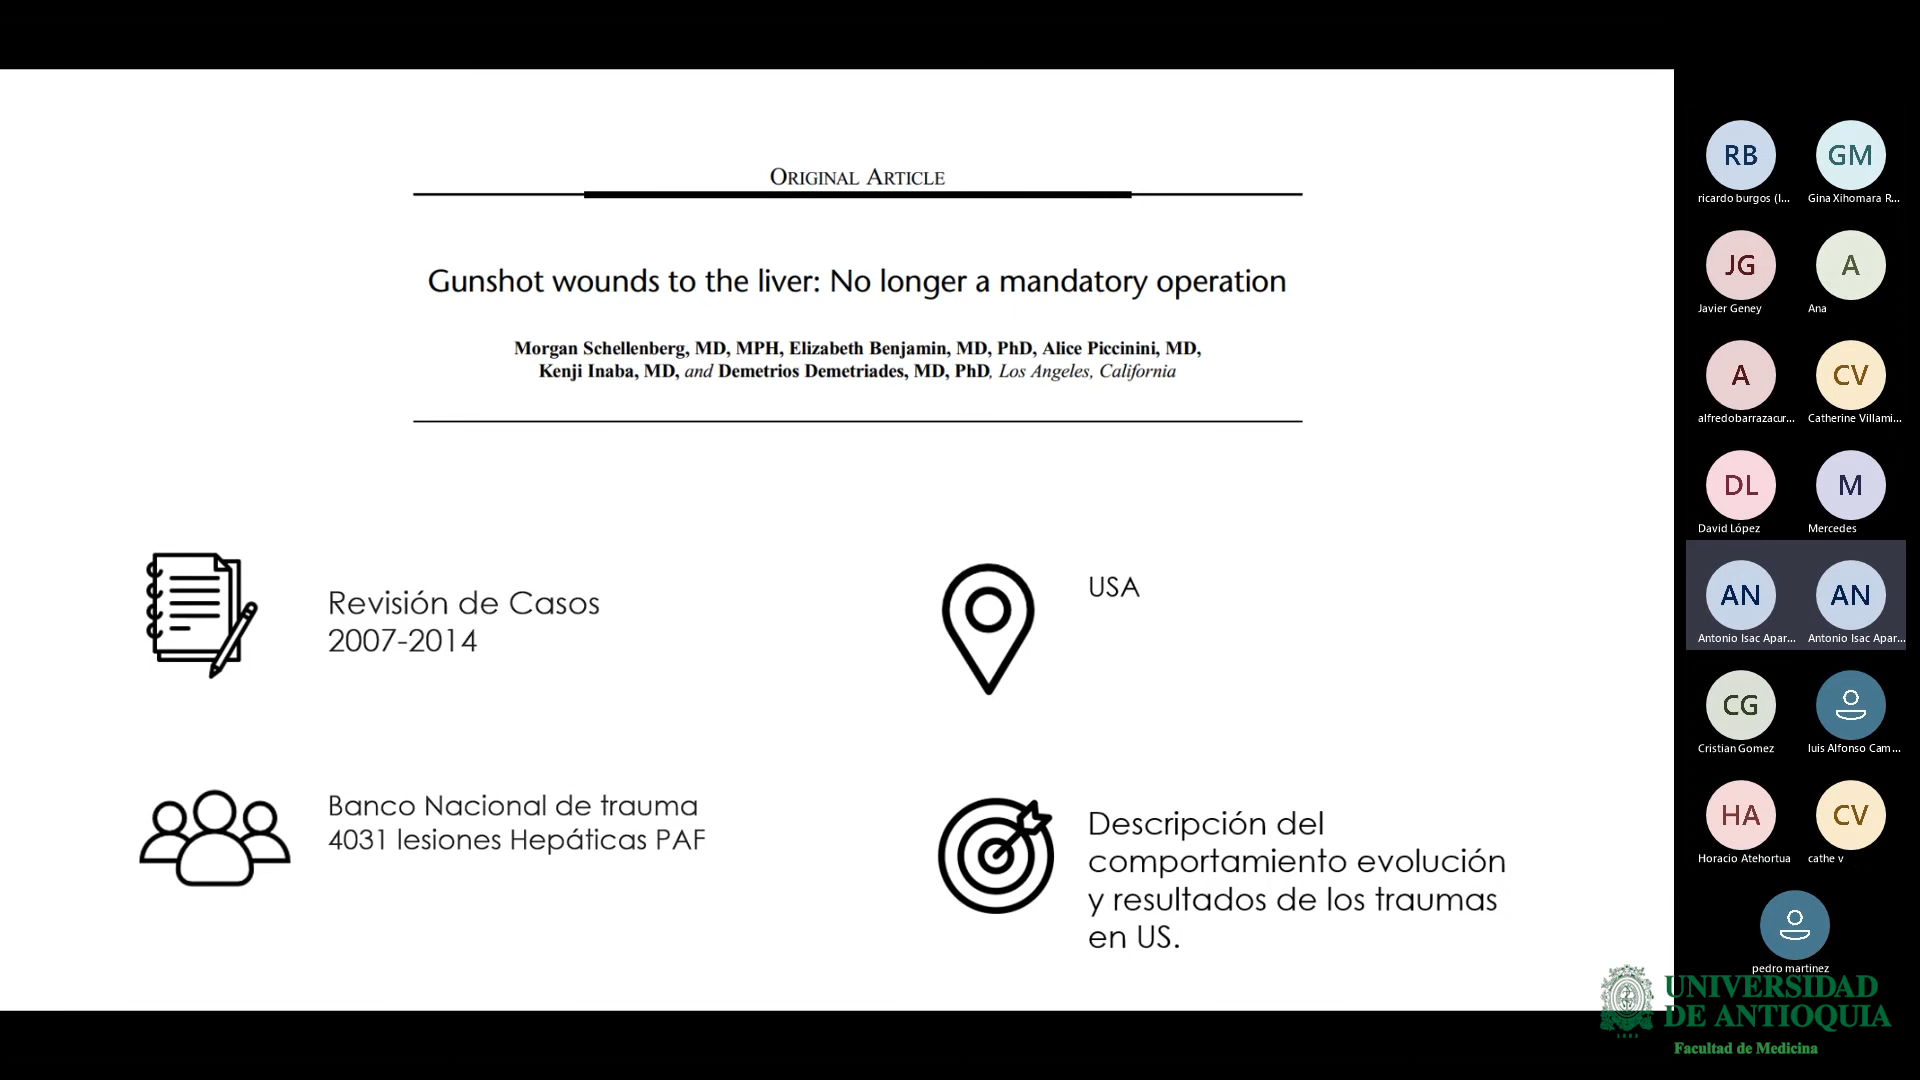 ORIGINAL ARTICLE
Gunshot wounds to the liver: No longer a mandatory operation
Morgan Schellenberg, MD, MPH, Elizabeth Benjamin, MD, PhD, Alice Piccinini, MD,
Kenji Inaba, MD, and Demetrios Demetriades, MD, PhD, Los Angeles, California
Revisión de Casos
2007-2014
USA
Banco Nacional de trauma
4031 lesiones Hepáticas PAF
Descripción del
comportamiento evolución
y resultados de los traumas
en US.
RB GM
ricardo burgos (I... Gina Xihomara R...
JG A
Javier Geney Ana
A CV
alfredobarrazacur... Catherine Villami...
DL M
David López Mercedes
AN AN
Antonio Isac Apar... Antonio Isac Apar...
CG
Cristian Gomez luis Alfonso Cam...
HA CV
Horacio Atehortua cathe v
pedro martinez
UNIVERSIDAD
DE ANTIOQUIA
Facultad de Medicina